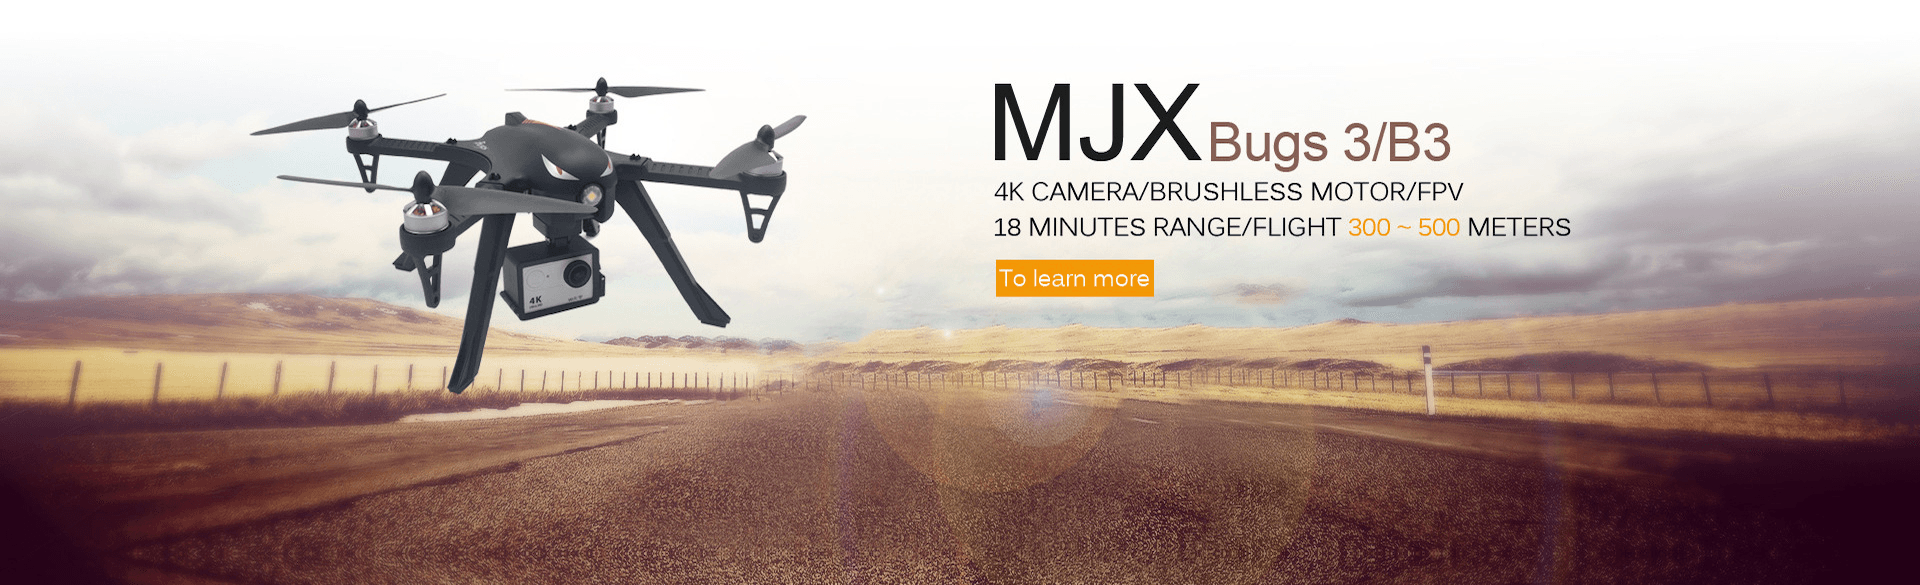 MJX Bugs 3/B3
4K CAMERA/BRUSHLESS MOTOR/FPV
18 MINUTES RANGE/FLIGHT 300 ~ 500 METERS
To learn more
4K